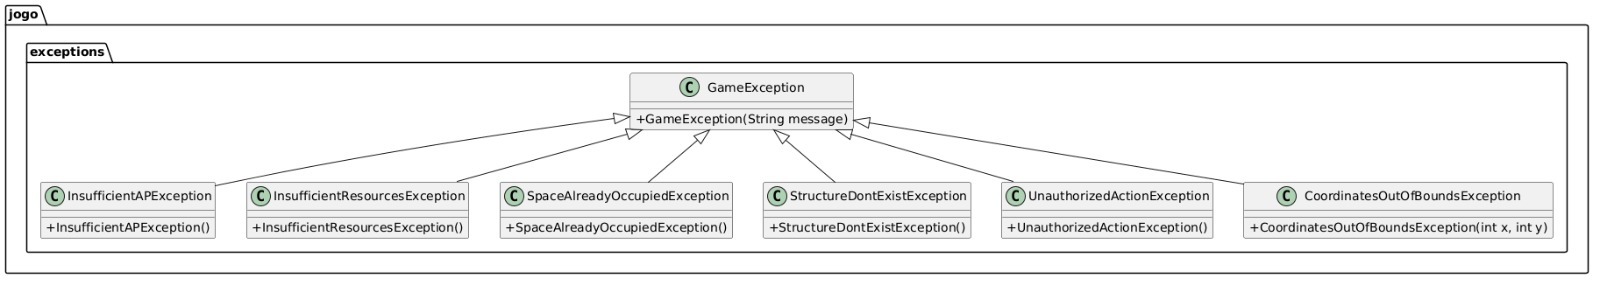 jogo
exceptions
C GameException
+GameException(String message)
C InsufficientAPException
+InsufficientAPException()
C InsufficientResourcesException
+InsufficientResourcesException()
C SpaceAlreadyOccupiedException
+SpaceAlreadyOccupiedException()
C StructureDontExistException
+StructureDontExistException()
C UnauthorizedActionException
+UnauthorizedActionException()
C CoordinatesOutOfBoundsException
+CoordinatesOutOfBoundsException(int x, int y)